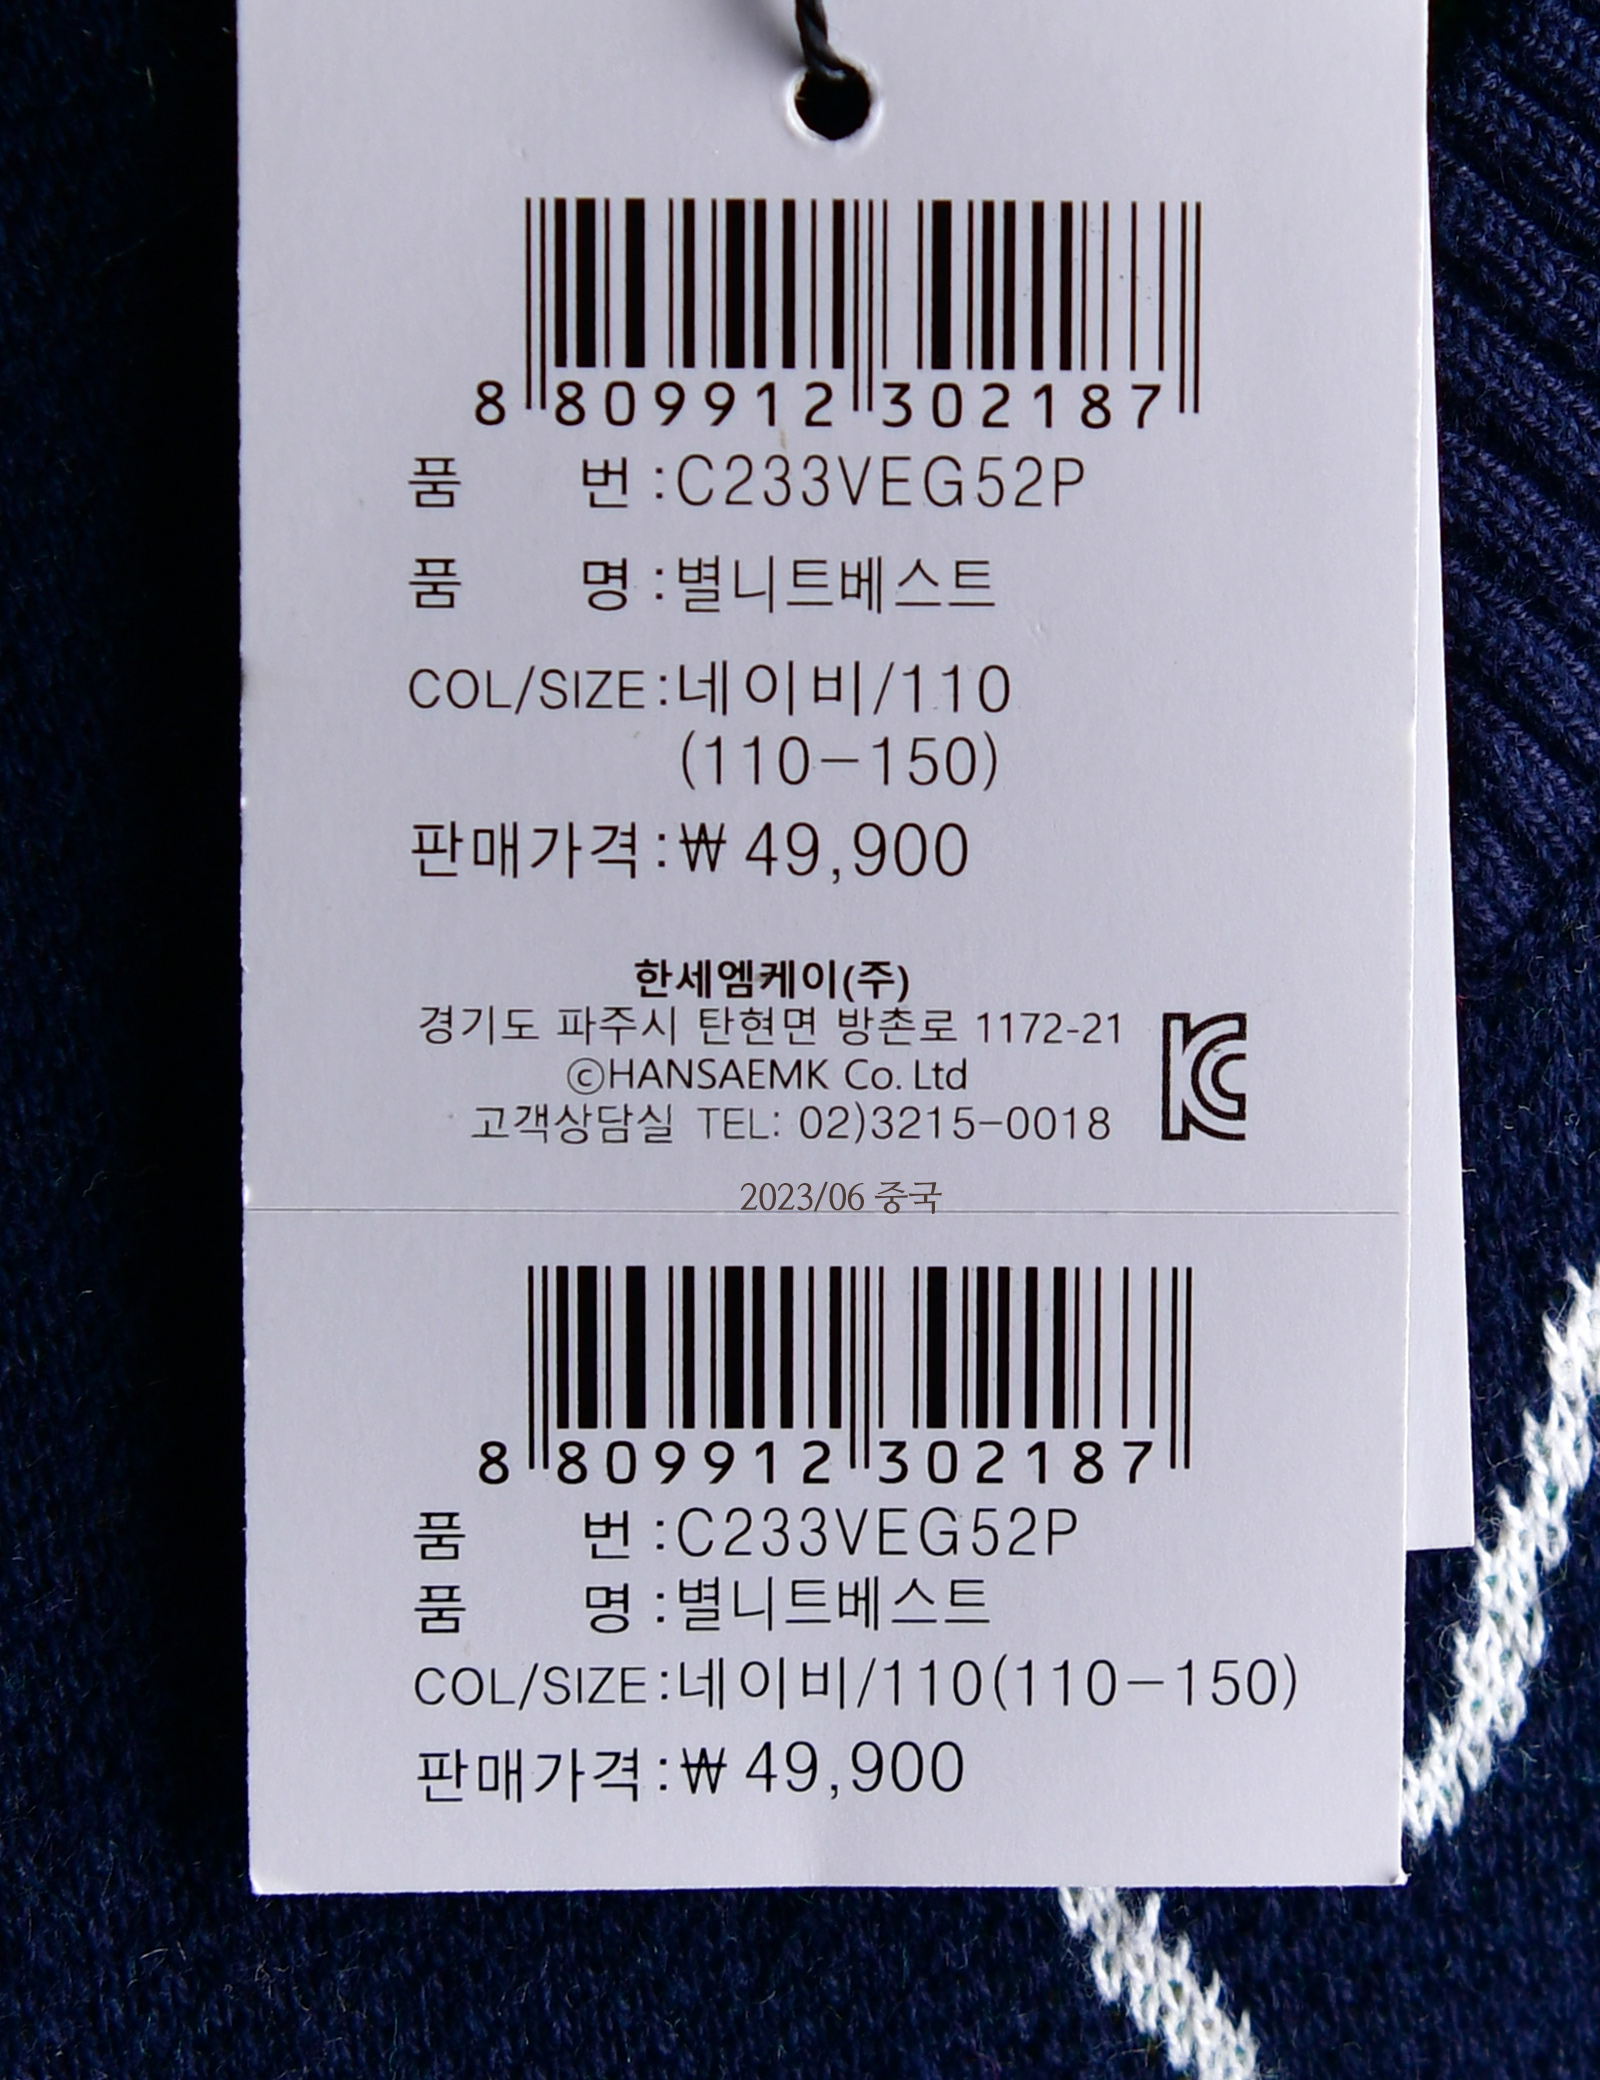 8 809912 302187
품 번 :C233VEG52P
품 명 :별니트베스트
COL/SIZE:네이비/110
(110-150)
판매가격:₩ 49,900
한세엠케이(주)
경기도 파주시 탄현면 방촌로 1172-21
ⓒHANSAEMK Co. Ltd
고객상담실 TEL: 02)3215-0018
2023/06 중국
8 809912 302187
품 번 :C233VEG52P
품 명 :별니트베스트
COL/SIZE:네이비/110(110-150)
판매가격:₩ 49,900